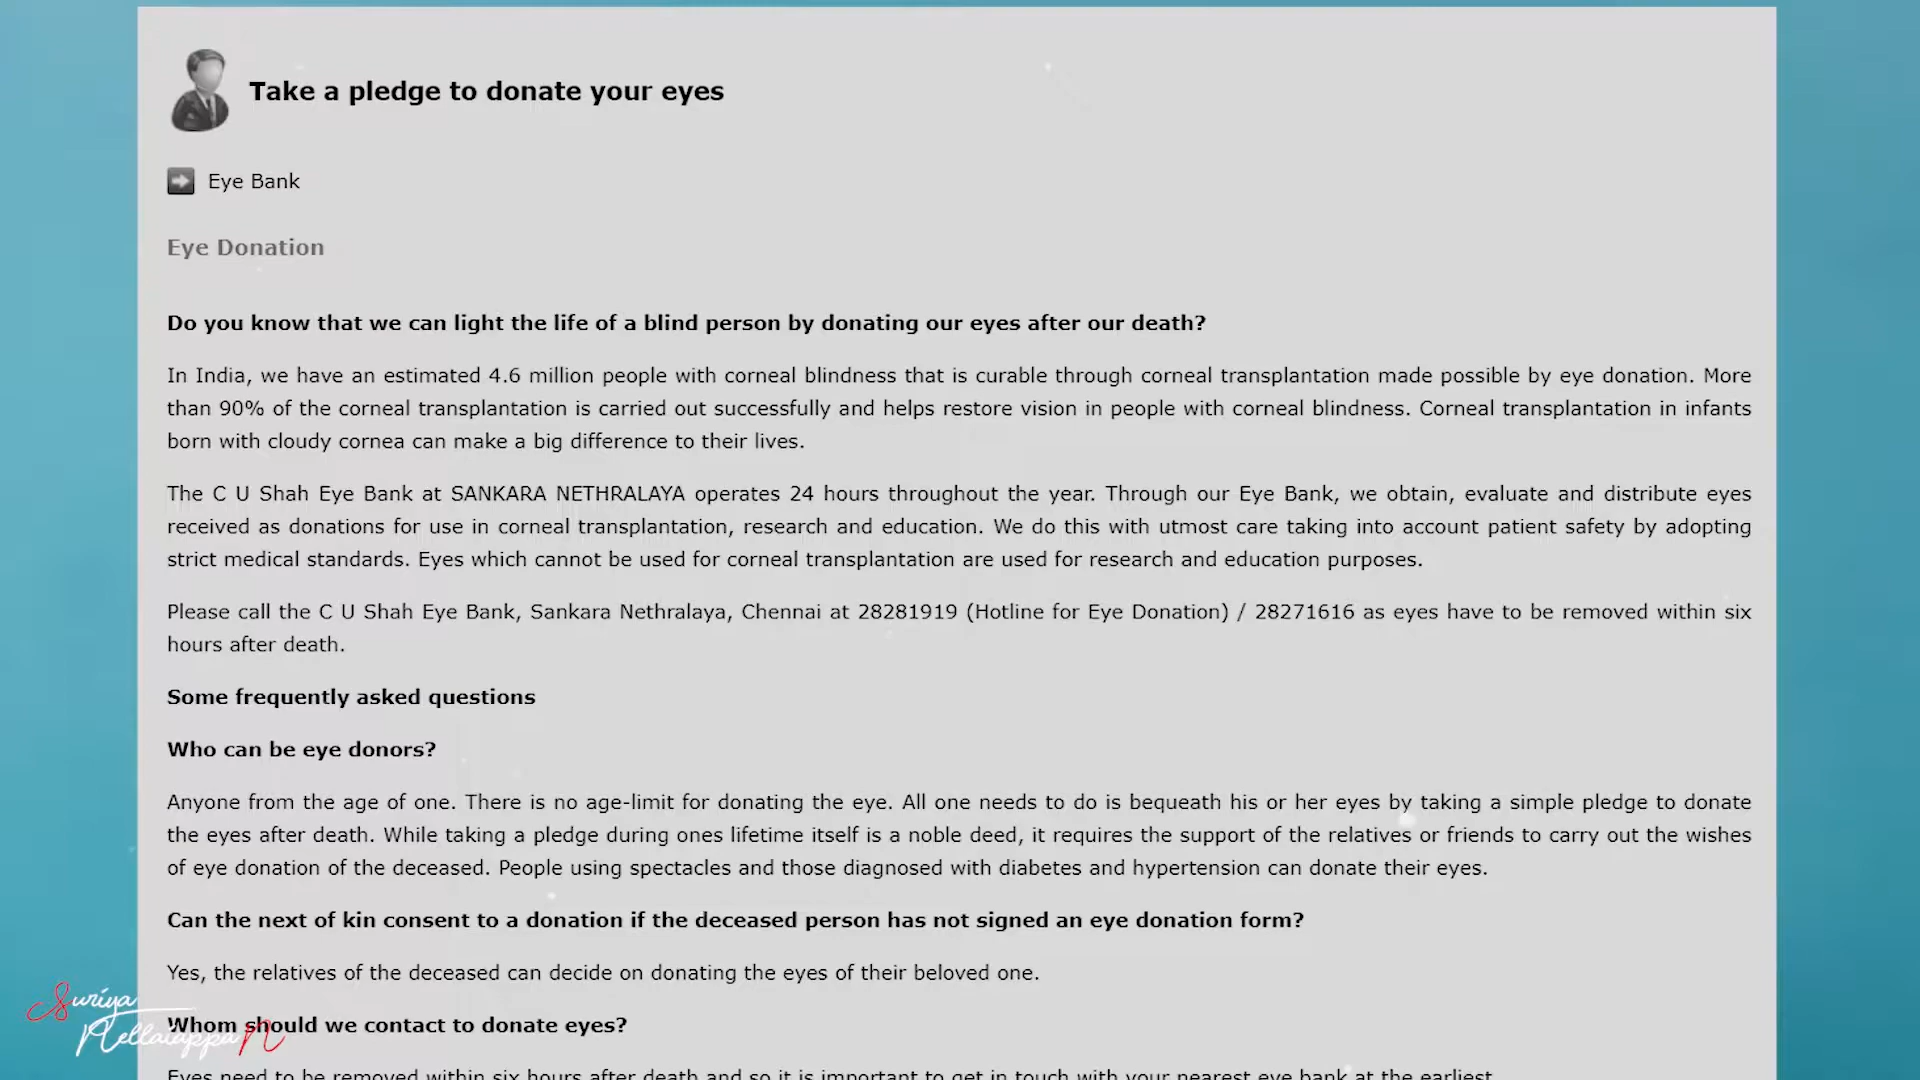 Take a pledge to donate your eyes
Eye Bank
Eye Donation
Do you know that we can light the life of a blind person by donating our eyes after our death?
In India, we have an estimated 4.6 million people with corneal blindness that is curable through corneal transplantation made possible by eye donation. More
than 90% of the corneal transplantation is carried out successfully and helps restore vision in people with corneal blindness. Corneal transplantation in infants
born with cloudy cornea can make a big difference to their lives.
The C U Shah Eye Bank at SANKARA NETHRALAYA operates 24 hours throughout the year. Through our Eye Bank, we obtain, evaluate and distribute eyes
received as donations for use in corneal transplantation, research and education. We do this with utmost care taking into account patient safety by adopting
strict medical standards. Eyes which cannot be used for corneal transplantation are used for research and education purposes.
Please call the C U Shah Eye Bank, Sankara Nethralaya, Chennai at 28281919 (Hotline for Eye Donation) / 28271616 as eyes have to be removed within six
hours after death.
Some frequently asked questions
Who can be eye donors?
Anyone from the age of one. There is no age-limit for donating the eye. All one needs to do is bequeath his or her eyes by taking a simple pledge to donate
the eyes after death. While taking a pledge during ones lifetime itself is a noble deed, it requires the support of the relatives or friends to carry out the wishes
of eye donation of the deceased. People using spectacles and those diagnosed with diabetes and hypertension can donate their eyes.
Can the next of kin consent to a donation if the deceased person has not signed an eye donation form?
Yes, the relatives of the deceased can decide on donating the eyes of their beloved one.
Suriya
NellaiappaN
Whom should we contact to donate eyes?
Eyes need to be removed within six hours after death and so it is important to get in touch with your nearest eye bank at the earliest